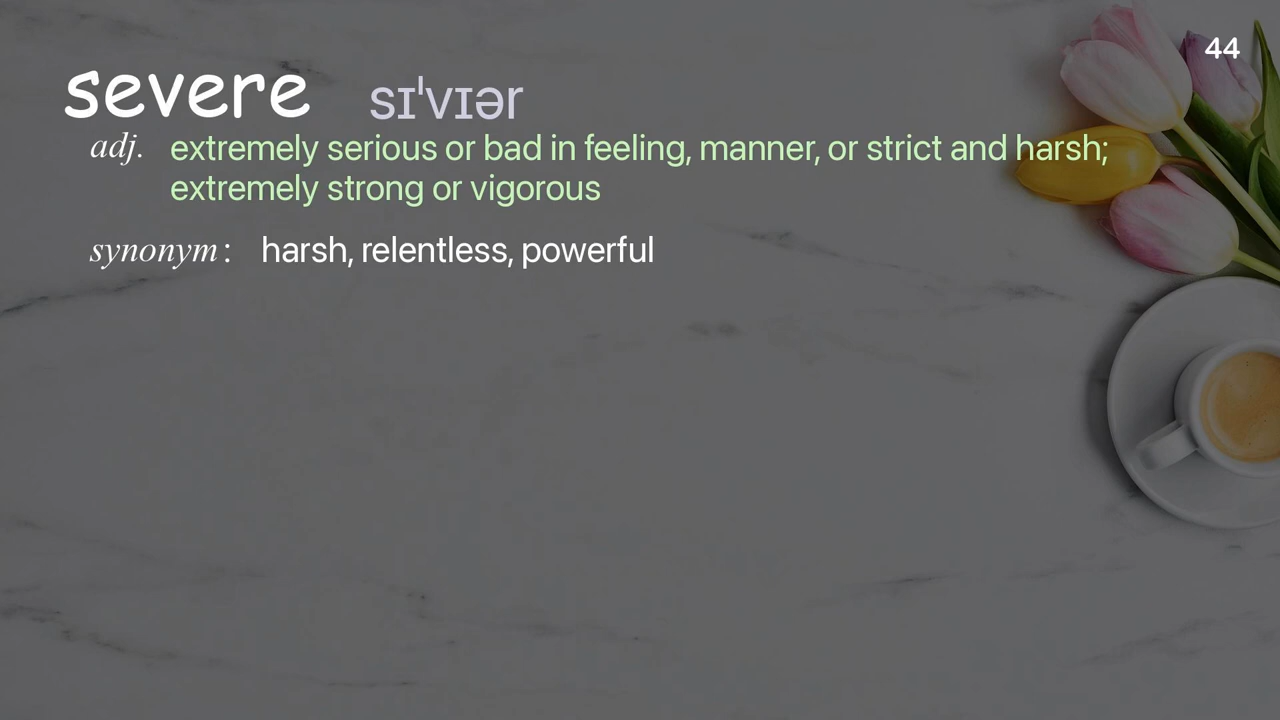 44
severe sɪˈvɪər
adj. extremely serious or bad in feeling, manner, or strict and harsh;
extremely strong or vigorous
synonym : harsh, relentless, powerful